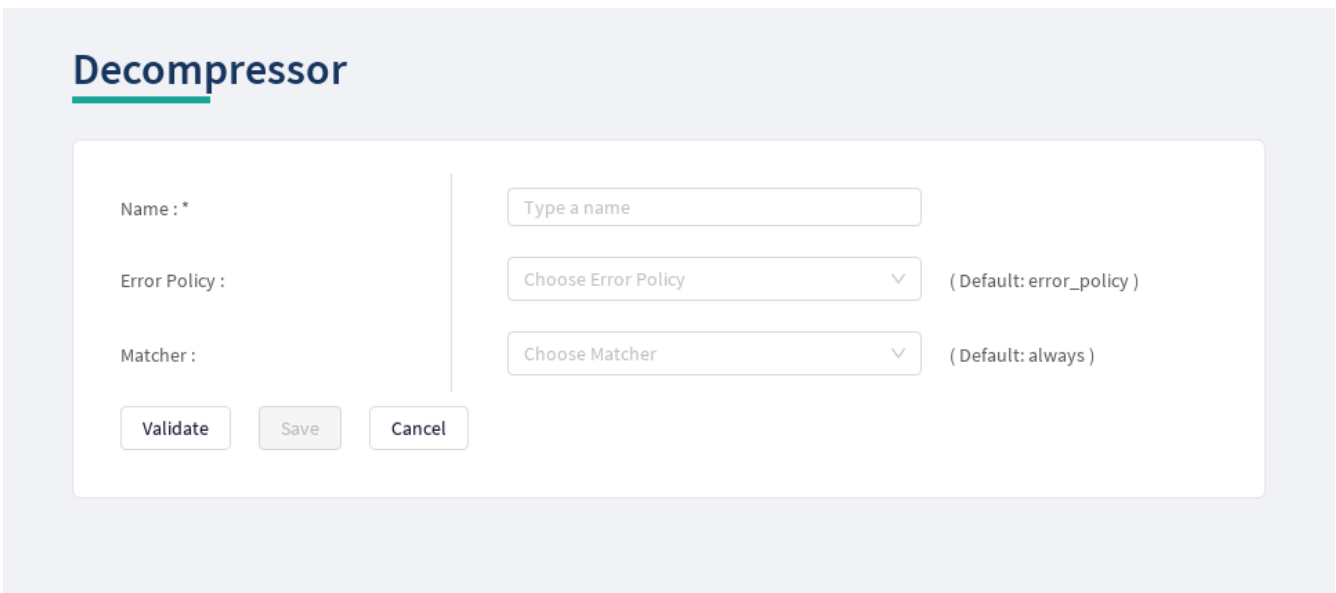 Decompressor
Name : *
Type a name
Error Policy :
Choose Error Policy
( Default: error_policy )
Matcher :
Choose Matcher
( Default: always )
Validate
Save
Cancel